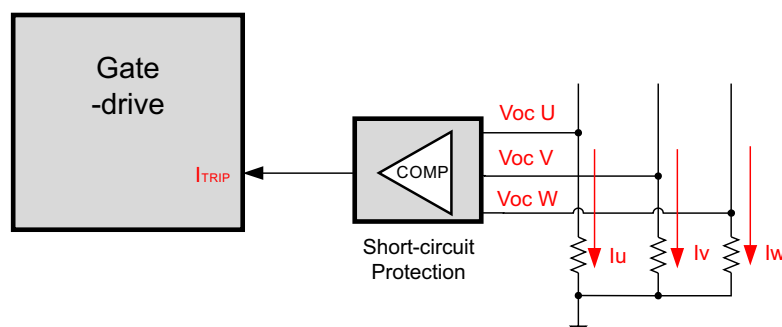 Gate
-drive
ITRIP
Voc U
Voc V
Voc W
COMP
Short-circuit
Protection
Iu
Iv
Iw